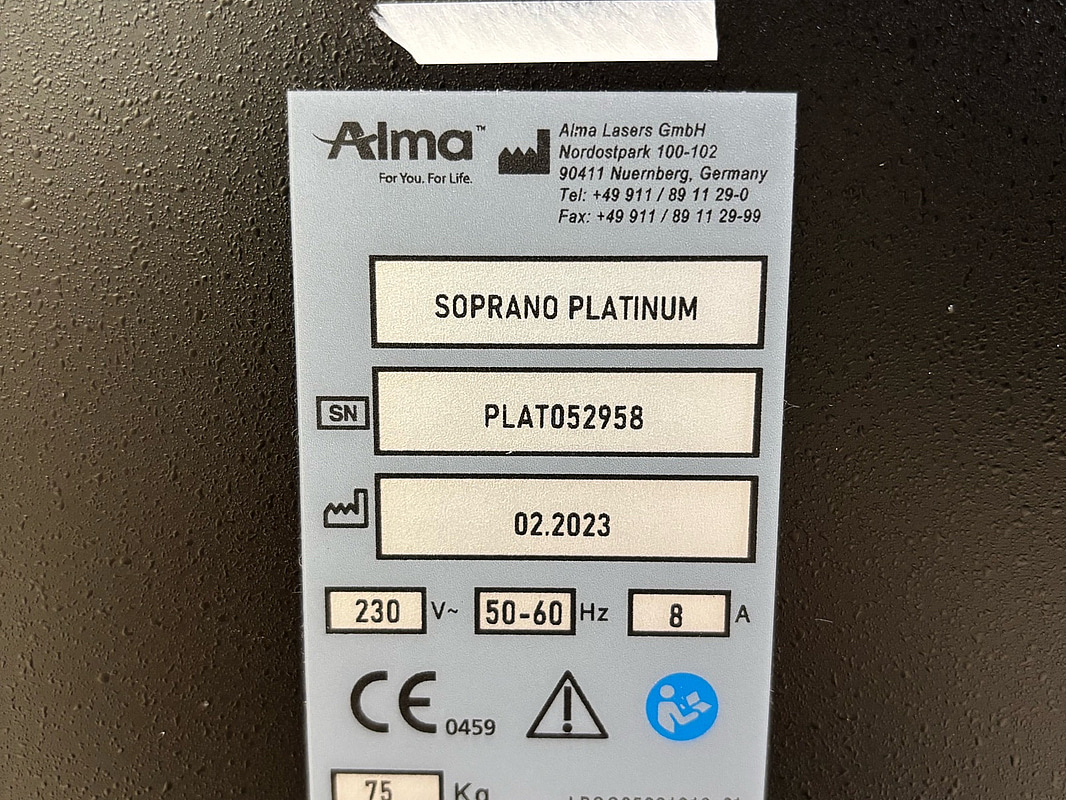 Alma™
For You. For Life.
Alma Lasers GmbH
Nordostpark 100-102
90411 Nuernberg, Germany
Tel: +49 911 / 89 11 29-0
Fax: +49 911 / 89 11 29-99
SOPRANO PLATINUM
SN PLAT052958
02.2023
230 V~ 50-60 Hz 8 A
CE 0459
75 Kg